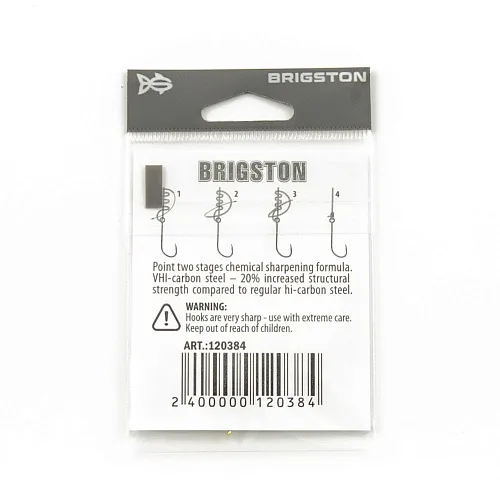 BRIGSTON
BRIGSTON
1 2 3 4
Point two stages chemical sharpening formula.
VHI-carbon steel – 20% increased structural
strength compared to regular hi-carbon steel.
WARNING:
Hooks are very sharp - use with extreme care.
Keep out of reach of children.
ART.:120384
2 400000 120384